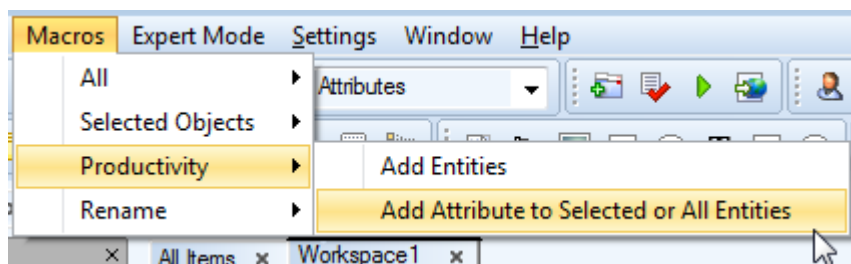 Macros Expert Mode Settings Window Help
All Attributes
Selected Objects
Productivity Add Entities
Rename Add Attribute to Selected or All Entities
All Items Workspace1